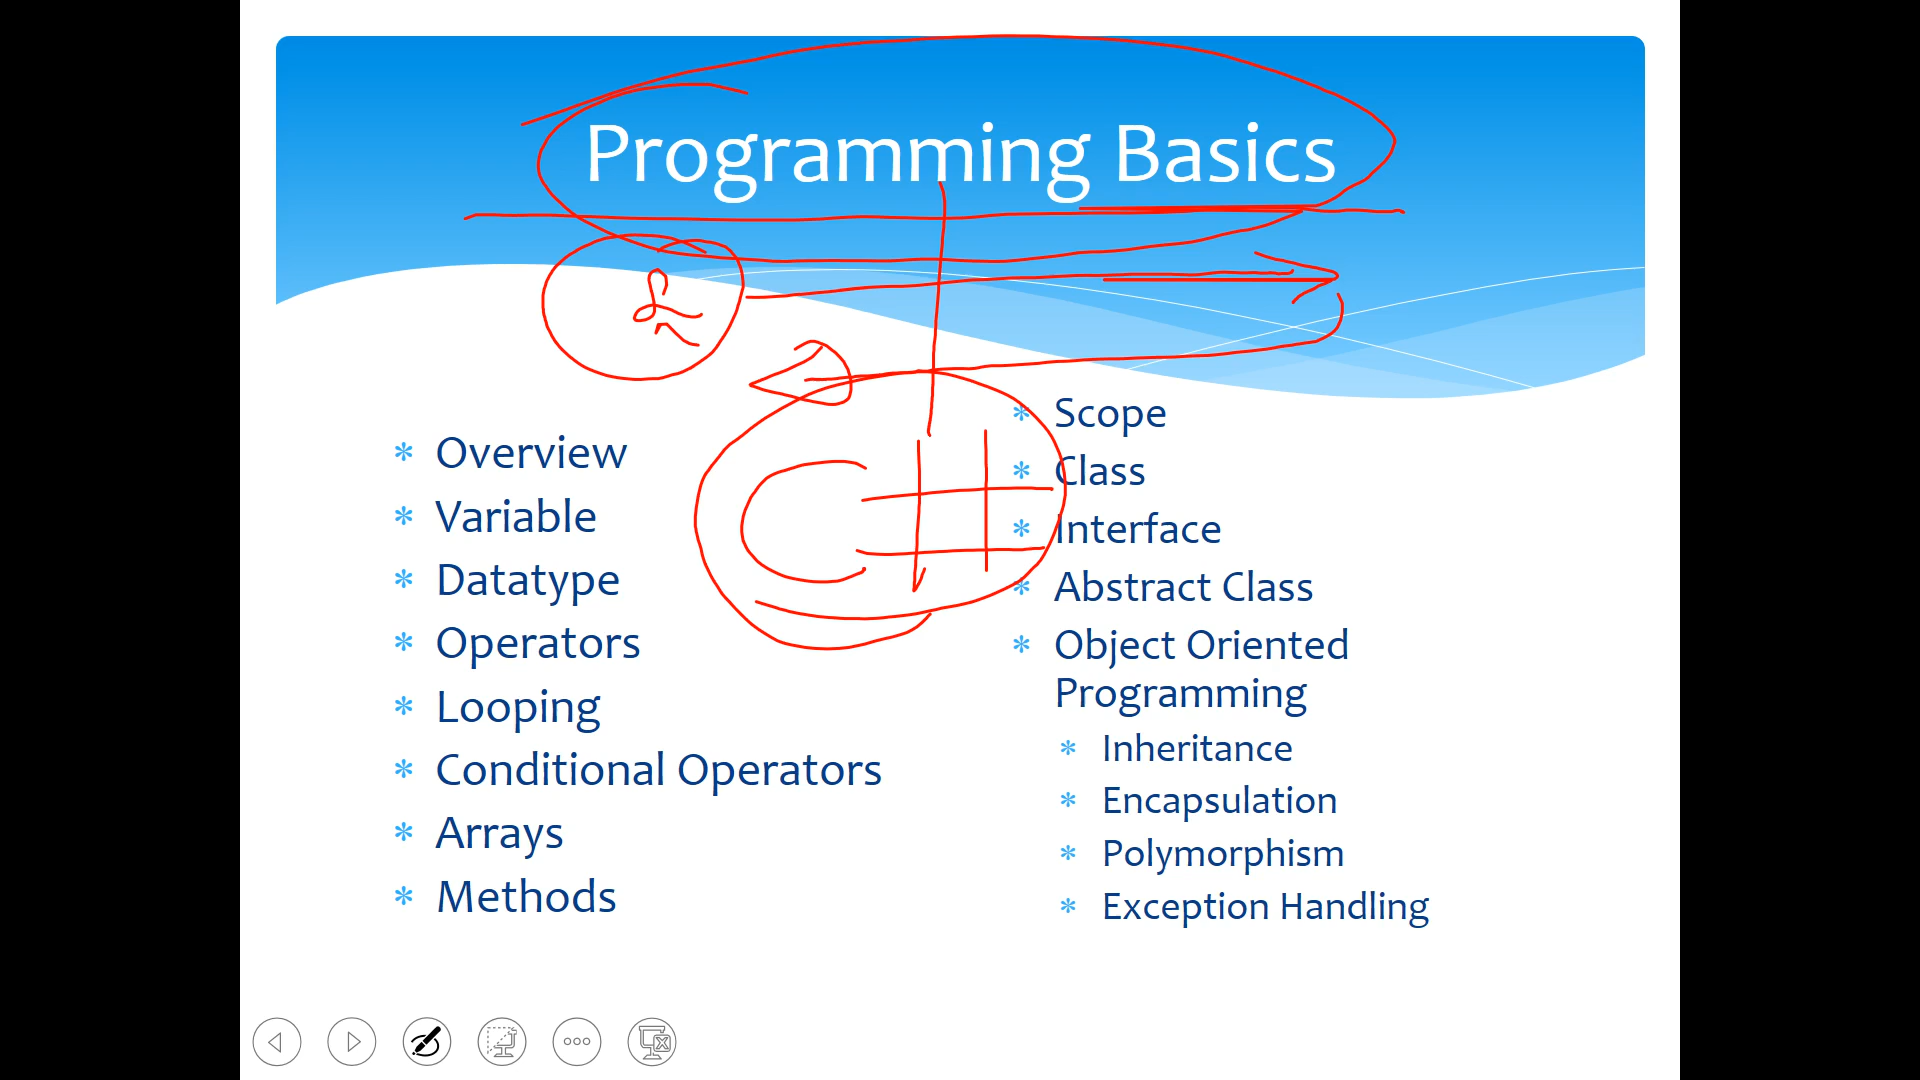 Programming Basics
* Overview
* Variable
* Datatype
* Operators
* Looping
* Conditional Operators
* Arrays
* Methods
C#
* Scope
* Class
* Interface
* Abstract Class
* Object Oriented
Programming
* Inheritance
* Encapsulation
* Polymorphism
* Exception Handling